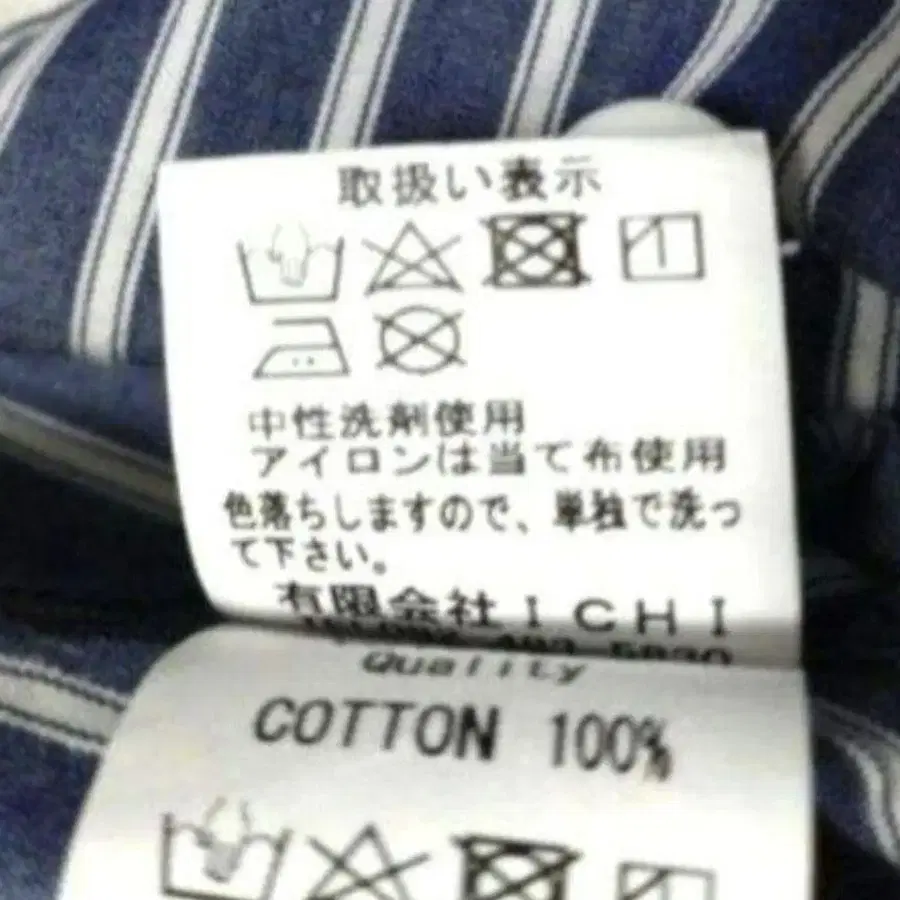 取扱い表示
中性洗剤使用
アイロンは当て布使用
色落ちしますので、単独で洗っ
て下さい。
有限会社ICHI
Quality
COTTON 100%